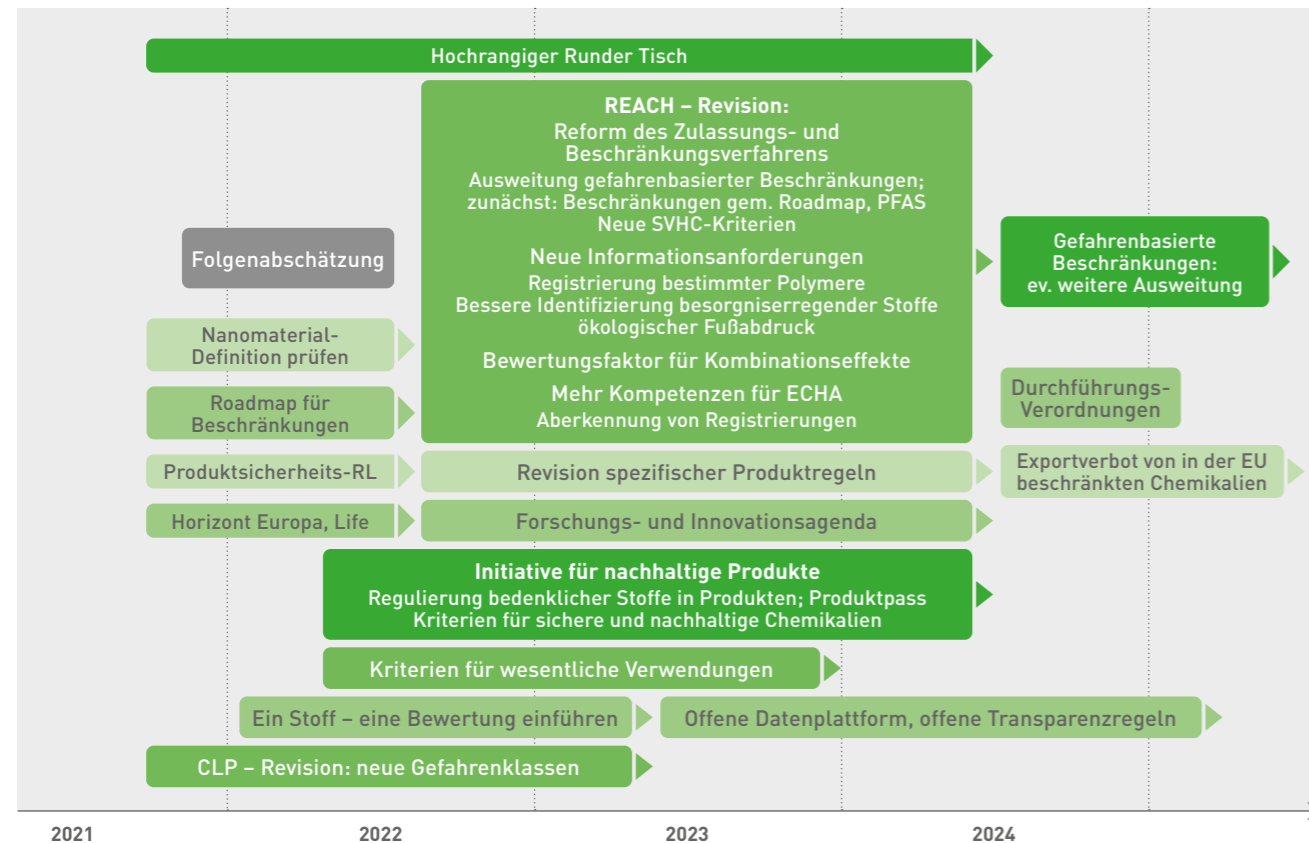 Hochrangiger Runder Tisch
REACH – Revision:
Reform des Zulassungs- und
Beschränkungsverfahrens
Ausweitung gefahrenbasierter Beschränkungen;
zunächst: Beschränkungen gem. Roadmap, PFAS
Neue SVHC-Kriterien
Neue Informationsanforderungen
Registrierung bestimmter Polymere
Bessere Identifizierung besorgniserregender Stoffe
ökologischer Fußabdruck
Bewertungsfaktor für Kombinationseffekte
Mehr Kompetenzen für ECHA
Aberkennung von Registrierungen
Folgenabschätzung
Gefahrenbasierte
Beschränkungen:
ev. weitere Ausweitung
Nanomaterial-
Definition prüfen
Roadmap für
Beschränkungen
Durchführungs-
Verordnungen
Produktsicherheits-RL
Revision spezifischer Produktregeln
Exportverbot von in der EU
beschränkten Chemikalien
Horizont Europa, Life
Forschungs- und Innovationsagenda
Initiative für nachhaltige Produkte
Regulierung bedenklicher Stoffe in Produkten; Produktpass
Kriterien für sichere und nachhaltige Chemikalien
Kriterien für wesentliche Verwendungen
Ein Stoff – eine Bewertung einführen
Offene Datenplattform, offene Transparenzregeln
CLP – Revision: neue Gefahrenklassen
2021 2022 2023 2024